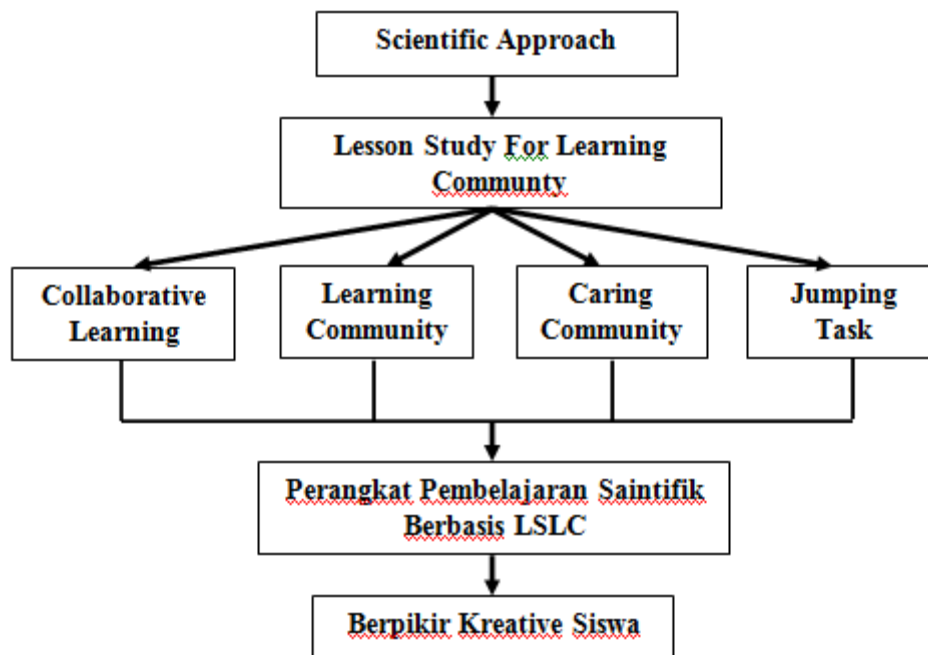 Scientific Approach
Lesson Study For Learning
Communty
Collaborative
Learning
Learning
Community
Caring
Community
Jumping
Task
Perangkat Pembelajaran Saintifik
Berbasis LSLC
Berpikir Kreative Siswa